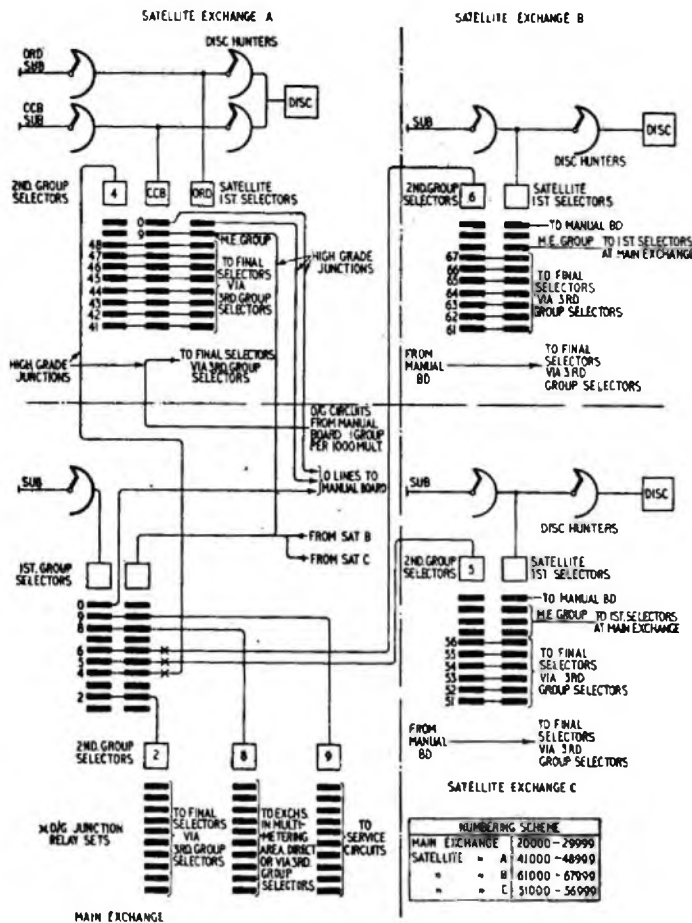 SATELLITE EXCHANGE A
ORD
SUB
DISC HUNTERS
DISC
CCB
SUB
2ND. GROUP
SELECTORS
4
CCB
ORD
SATELLITE
1ST SELECTORS
0
9
M.E. GROUP
48
47
46
45
44
43
42
41
TO FINAL
SELECTORS
VIA
3RD GROUP
SELECTORS
HIGH GRADE
JUNCTIONS
HIGH GRADE
JUNCTIONS
TO FINAL SELECTORS
VIA 3RD GROUP
SELECTORS
O/G CIRCUITS
FROM MANUAL
BOARD 1 GROUP
PER 1000 MULT.
0 LINES TO
MANUAL BOARD
SATELLITE EXCHANGE B
SUB
DISC
DISC HUNTERS
2ND. GROUP
SELECTORS
6
SATELLITE
1ST SELECTORS
TO MANUAL BD
M.E. GROUP
TO 1ST SELECTORS
AT MAIN EXCHANGE
67
66
65
64
63
62
61
TO FINAL
SELECTORS
VIA 3RD
GROUP SELECTORS
FROM
MANUAL
BD
TO FINAL
SELECTORS
VIA 3RD
GROUP SELECTORS
SUB
FROM SAT B
FROM SAT C
1ST. GROUP
SELECTORS
0
9
8
6
5
4
2
2ND. GROUP
SELECTORS
2
8
9
O/G JUNCTION
RELAY SETS
TO FINAL
SELECTORS
VIA
3RD GROUP
SELECTORS
TO EXCHS.
IN MULTI-
METERING
AREA DIRECT
OR VIA 3RD.
GROUP
SELECTORS
TO
SERVICE
CIRCUITS
MAIN EXCHANGE
SUB
DISC
DISC HUNTERS
2ND. GROUP
SELECTORS
5
SATELLITE
1ST SELECTORS
TO MANUAL BD
M.E. GROUP
TO 1ST. SELECTORS
AT MAIN EXCHANGE
56
55
54
53
52
51
TO FINAL
SELECTORS
VIA 3RD
GROUP SELECTORS
FROM
MANUAL
BD
TO FINAL
SELECTORS
VIA 3RD
GROUP SELECTORS
SATELLITE EXCHANGE C
NUMBERING SCHEME
MAIN EXCHANGE 20000-29999
SATELLITE " A 41000-48999
" " B 61000-67999
" " C 51000-56999